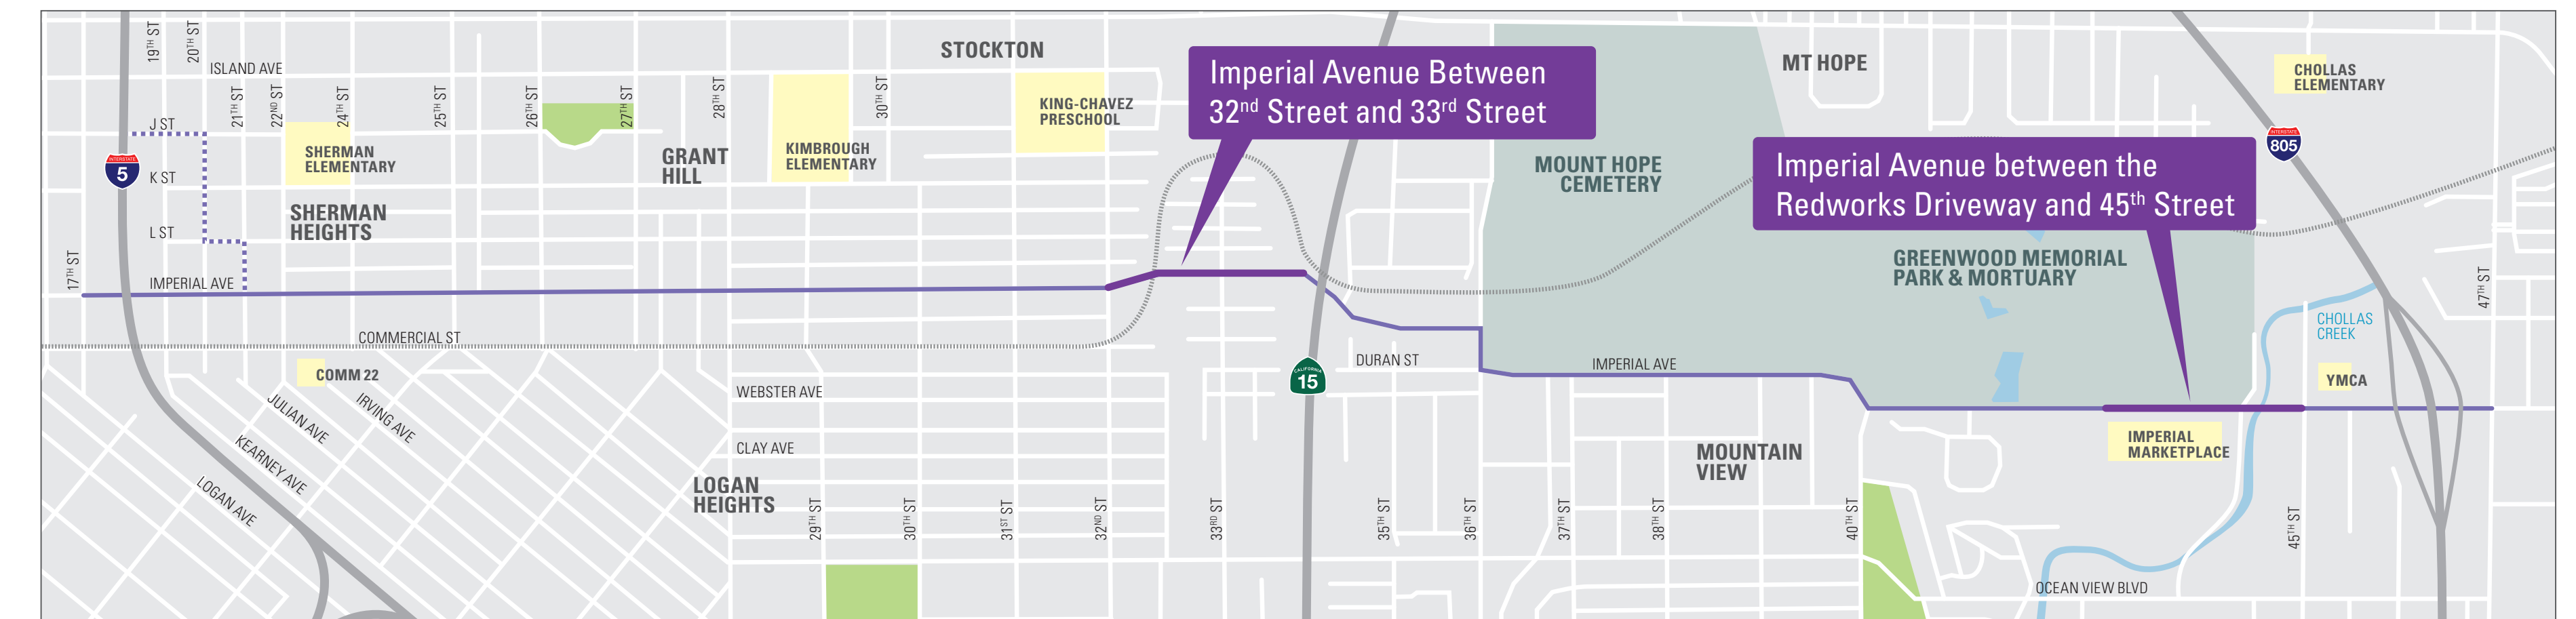 19TH ST
20TH ST
ISLAND AVE
21TH ST
22ND ST
24TH ST
25TH ST
26TH ST
27TH ST
28TH ST
30TH ST
STOCKTON
Imperial Avenue Between
32nd Street and 33rd Street
MT HOPE
CHOLLAS
ELEMENTARY
KING-CHAVEZ
PRESCHOOL
J ST
SHERMAN
ELEMENTARY
GRANT
HILL
KIMBROUGH
ELEMENTARY
INTERSTATE
5
K ST
MOUNT HOPE
CEMETERY
Imperial Avenue between the
Redworks Driveway and 45th Street
INTERSTATE
805
SHERMAN
HEIGHTS
L ST
17TH ST
IMPERIAL AVE
GREENWOOD MEMORIAL
PARK & MORTUARY
47TH ST
CHOLLAS
CREEK
COMMERCIAL ST
COMM 22
DURAN ST
IMPERIAL AVE
CALIFORNIA
15
YMCA
WEBSTER AVE
JULIAN AVE
IRVING AVE
KEARNEY AVE
LOGAN AVE
CLAY AVE
LOGAN
HEIGHTS
MOUNTAIN
VIEW
IMPERIAL
MARKETPLACE
29TH ST
30TH ST
31ST ST
32ND ST
33RD ST
35TH ST
36TH ST
37TH ST
38TH ST
40TH ST
45TH ST
OCEAN VIEW BLVD